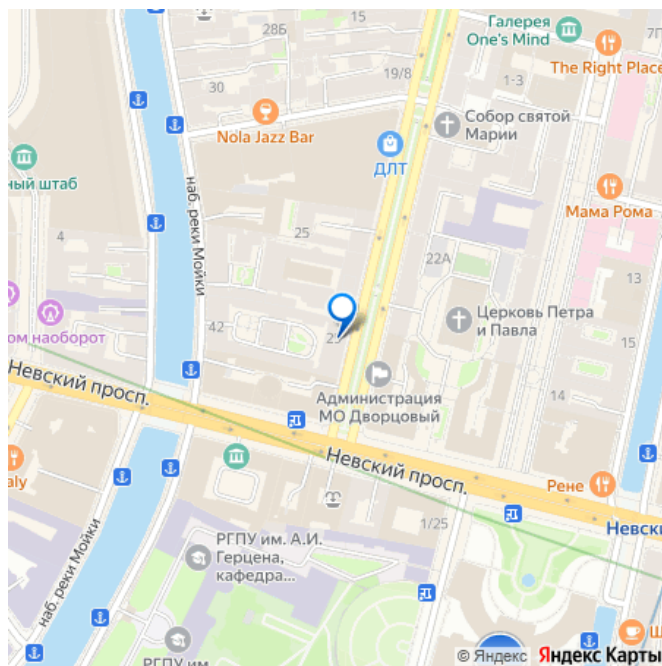 28Б
Галерея
One's Mind
7Л
The Right Place
19/8
30
1-3
Nola Jazz Bar
Собор святой
Марии
ДЛТ
ный штаб
наб. реки Мойки
Мама Рома
4
25
22А
13
Церковь Петра
и Павла
ом наоборот
42
Администрация
МО Дворцовый
14
15
Невский просп.
Невский просп.
aly
Рене
1/25
Невски
РГПУ им. А.И.
Герцена,
кафедра...
наб. реки Мойки
РГПУ им
© Яндекс Яндекс Карты